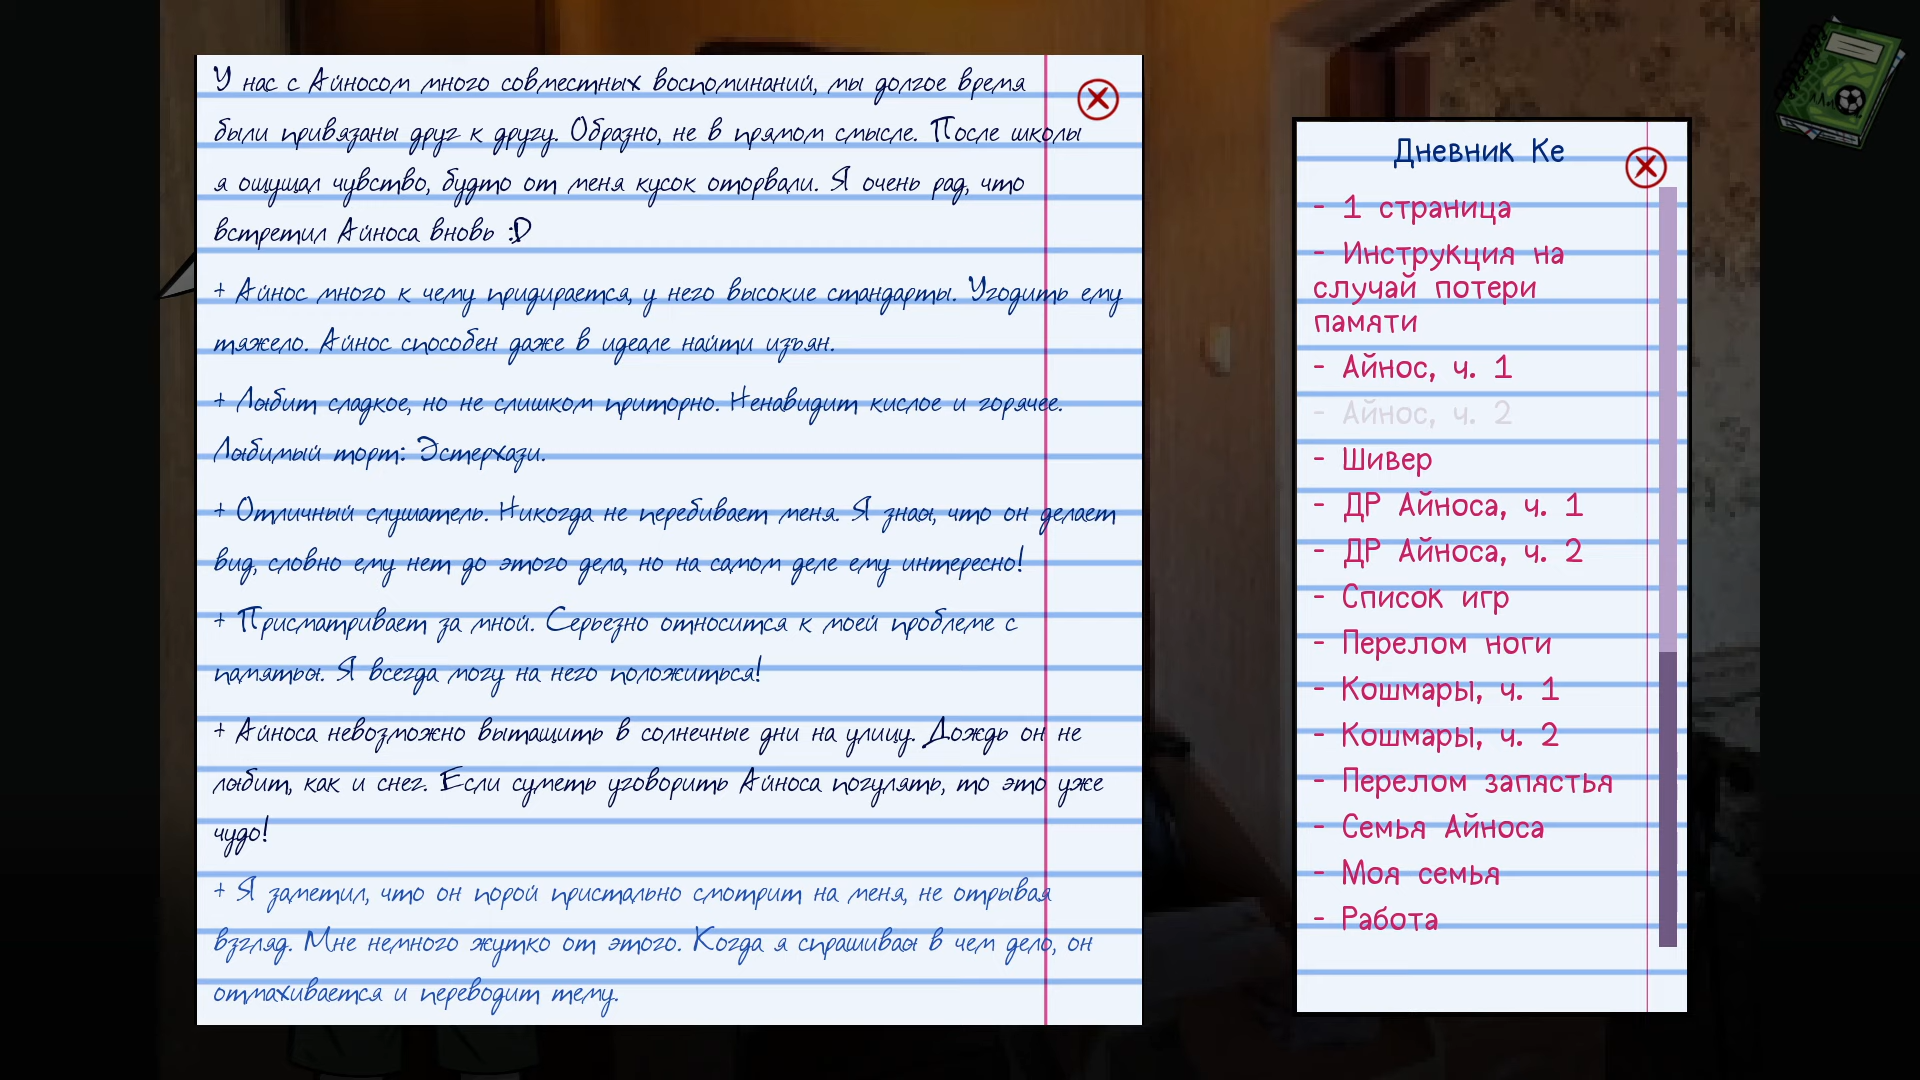 У нас с Айносом много совместных воспоминаний, мы долгое время
были привязаны друг к другу. Образно, не в прямом смысле. После школы
я ощущал чувство, будто от меня кусок оторвали. Я очень рад, что
встретил Айноса вновь :D
+ Айнос много к чему придирается, у него высокие стандарты. Угодить ему
тяжело. Айнос способен даже в идеале найти изъян.
+ Любит сладкое, но не слишком приторно. Ненавидит кислое и горячее.
Любимый торт: Эстерхази.
+ Отличный слушатель. Никогда не перебивает меня. Я знаю, что он делает
вид, словно ему нет до этого дела, но на самом деле ему интересно!
+ Присматривает за мной. Серьезно относится к моей проблеме с
памятью. Я всегда могу на него положиться!
+ Айноса невозможно вытащить в солнечные дни на улицу. Дождь он не
любит, как и снег. Если суметь уговорить Айноса погулять, то это уже
чудо!
+ Я заметил, что он порой пристально смотрит на меня, не отрывая
взгляд. Мне немного жутко от этого. Когда я спрашиваю в чем дело, он
отмахивается и переводит тему.
Дневник Ке
- 1 страница
- Инструкция на
случай потери
памяти
- Айнос, ч. 1
- Айнос, ч. 2
- Шивер
- ДР Айноса, ч. 1
- ДР Айноса, ч. 2
- Список игр
- Перелом ноги
- Кошмары, ч. 1
- Кошмары, ч. 2
- Перелом запястья
- Семья Айноса
- Моя семья
- Работа